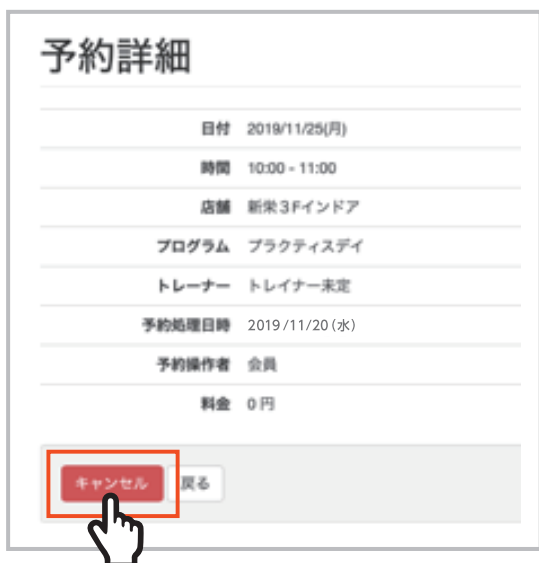 予約詳細
日付 2019/11/25(月)
時間 10:00 - 11:00
店舗 新栄3Fインドア
プログラム プラクティスデイ
トレーナー トレイナー未定
予約処理日時 2019/11/20(水)
予約操作者 会員
料金 0円
キャンセル 戻る